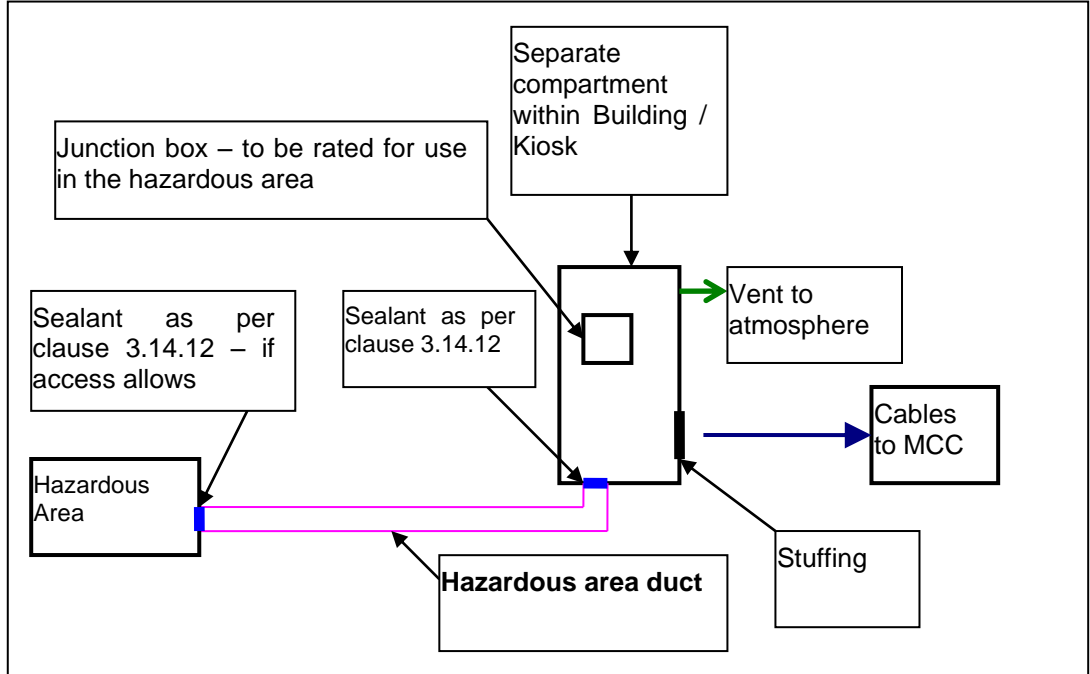 Separate
compartment
within Building /
Kiosk
Junction box – to be rated for use
in the hazardous area
Sealant as per
clause 3.14.12 – if
access allows
Sealant as per
clause 3.14.12
Vent to
atmosphere
Cables
to MCC
Hazardous
Area
Stuffing
Hazardous area duct